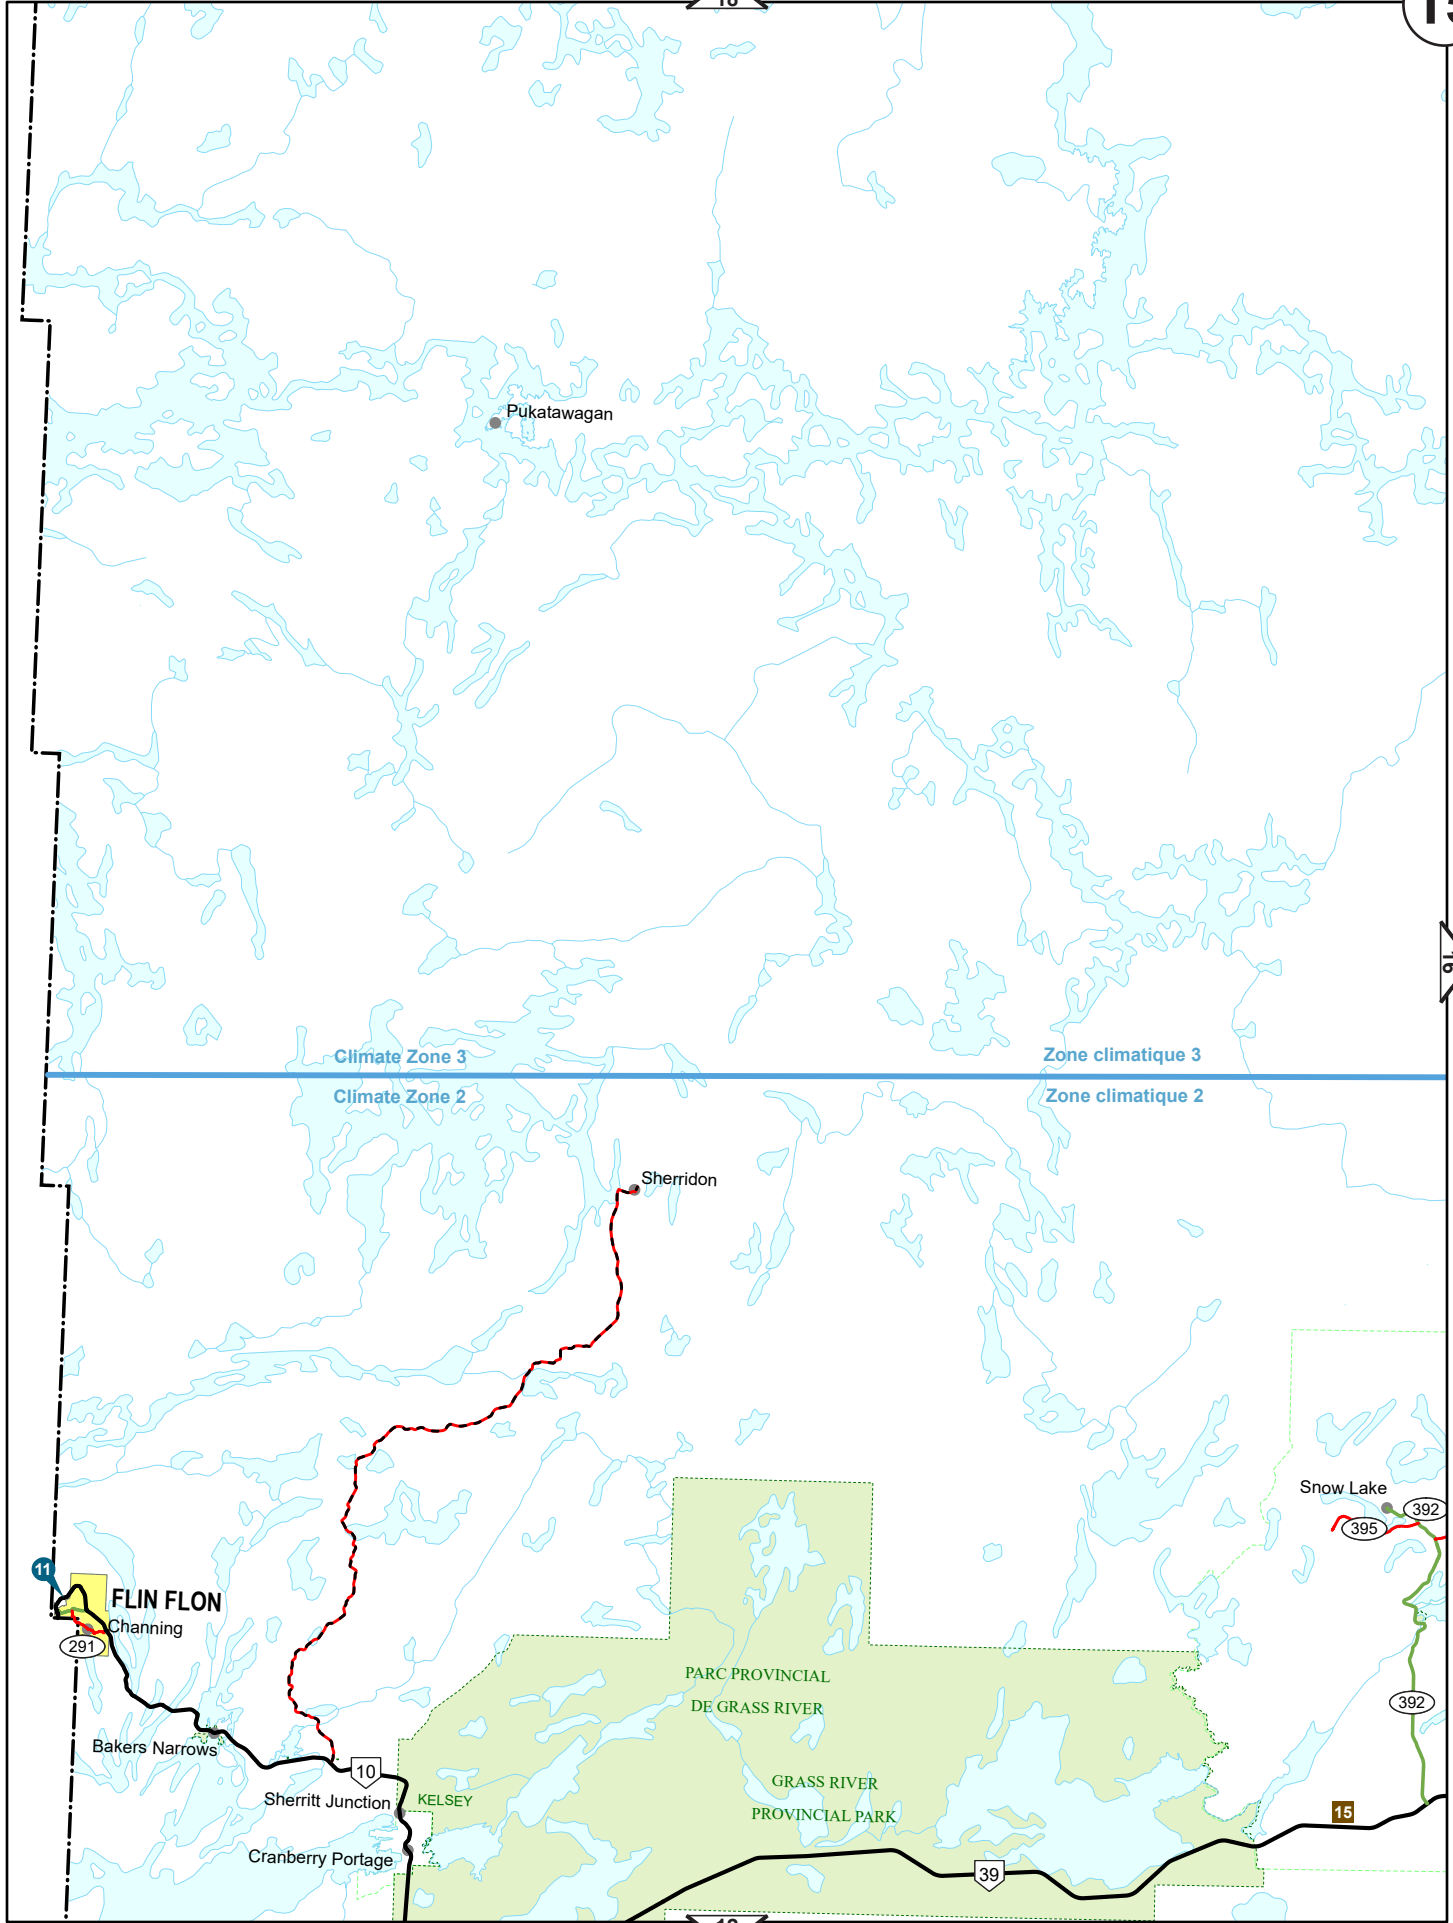 18
Pukatawagan
Climate Zone 3
Zone climatique 3
Climate Zone 2
Zone climatique 2
Sherridon
Snow Lake
392
395
11
FLIN FLON
Channing
291
PARC PROVINCIAL
DE GRASS RIVER
392
Bakers Narrows
10
GRASS RIVER
PROVINCIAL PARK
Sherritt Junction
KELSEY
15
Cranberry Portage
39